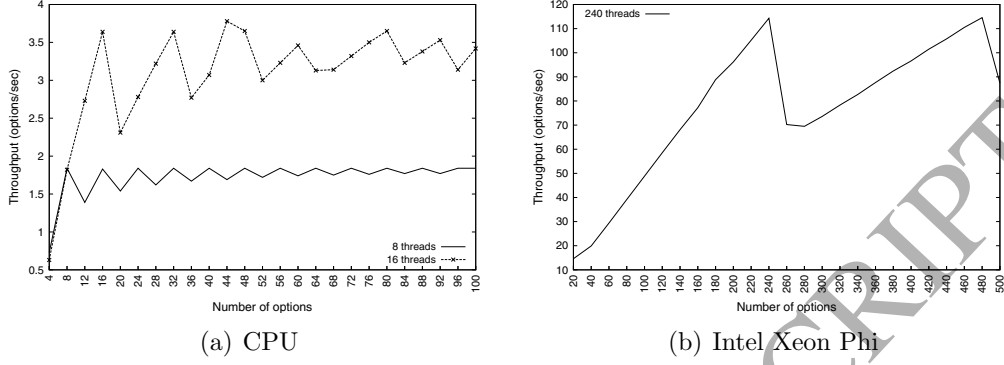 4
3.5
3
2.5
2
1.5
1
0.5
Throughput (options/sec)
8 threads
16 threads
4 8 12 16 20 24 28 32 36 40 44 48 52 56 60 64 68 72 76 80 84 88 92 96 100
Number of options
(a) CPU
120
110
100
90
80
70
60
50
40
30
20
10
Throughput (options/sec)
240 threads
20 40 60 80 100 120 140 160 180 200 220 240 260 280 300 320 340 360 380 400 420 440 460 480 500
Number of options
(b) Intel Xeon Phi
CRIPT